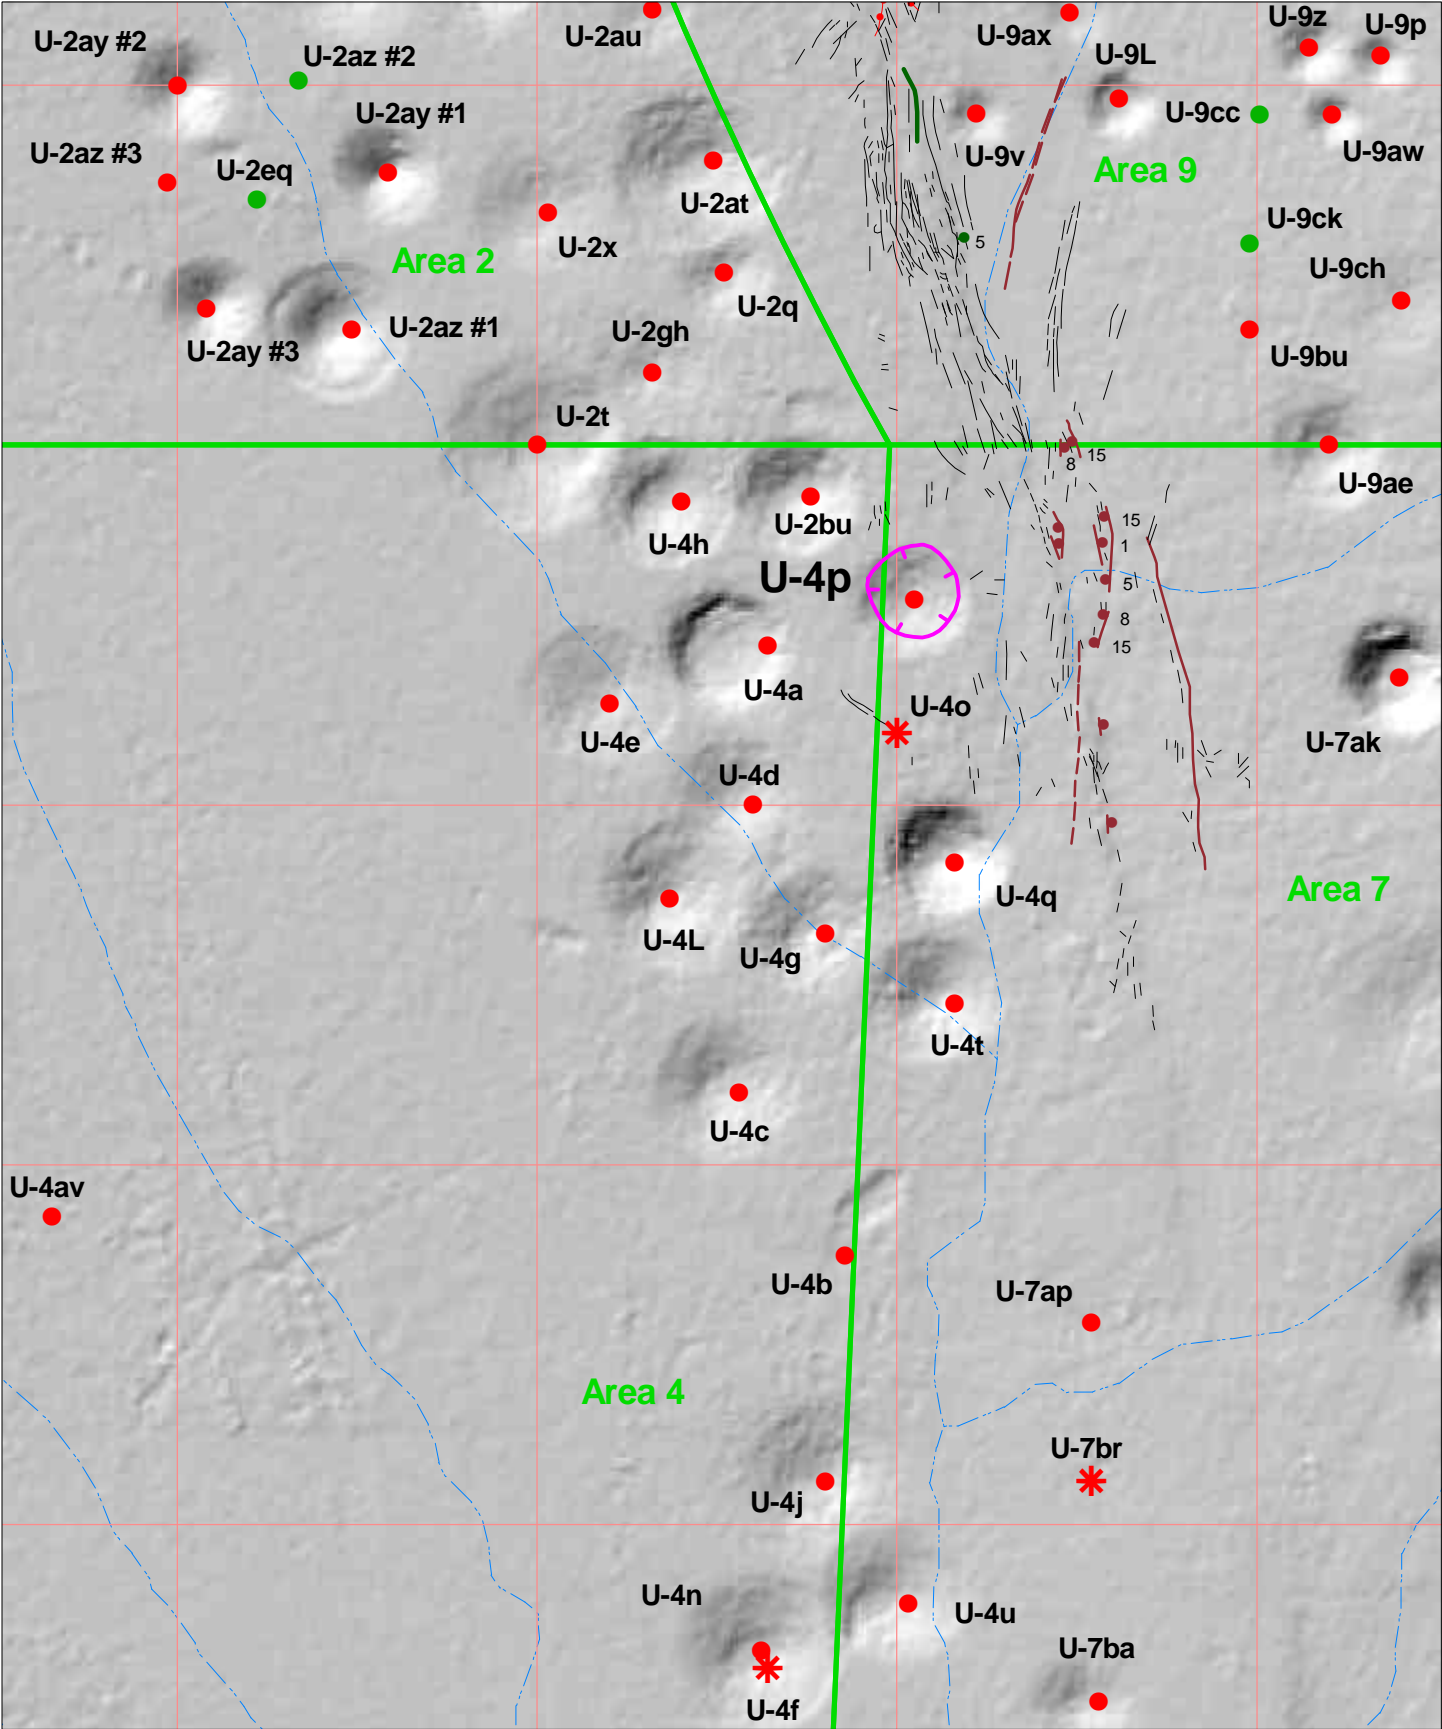 U-2au
U-9ax
U-9z
U-9p
U-2ay #2
U-2az #2
U-9L
U-2ay #1
U-9cc
U-2az #3
U-2eq
U-9v
U-9aw
Area 9
U-2at
U-9ck
U-2x
5
Area 2
U-9ch
U-2q
U-2az #1
U-2gh
U-2ay #3
U-9bu
U-2t
15
8
U-9ae
15
U-2bu
U-4h
1
U-4p
5
8
15
U-4a
U-4o
U-4e
U-7ak
U-4d
Area 7
U-4q
U-4L
U-4g
U-4t
U-4c
U-4av
U-4b
U-7ap
Area 4
U-7br
U-4j
U-4n
U-4u
U-7ba
U-4f